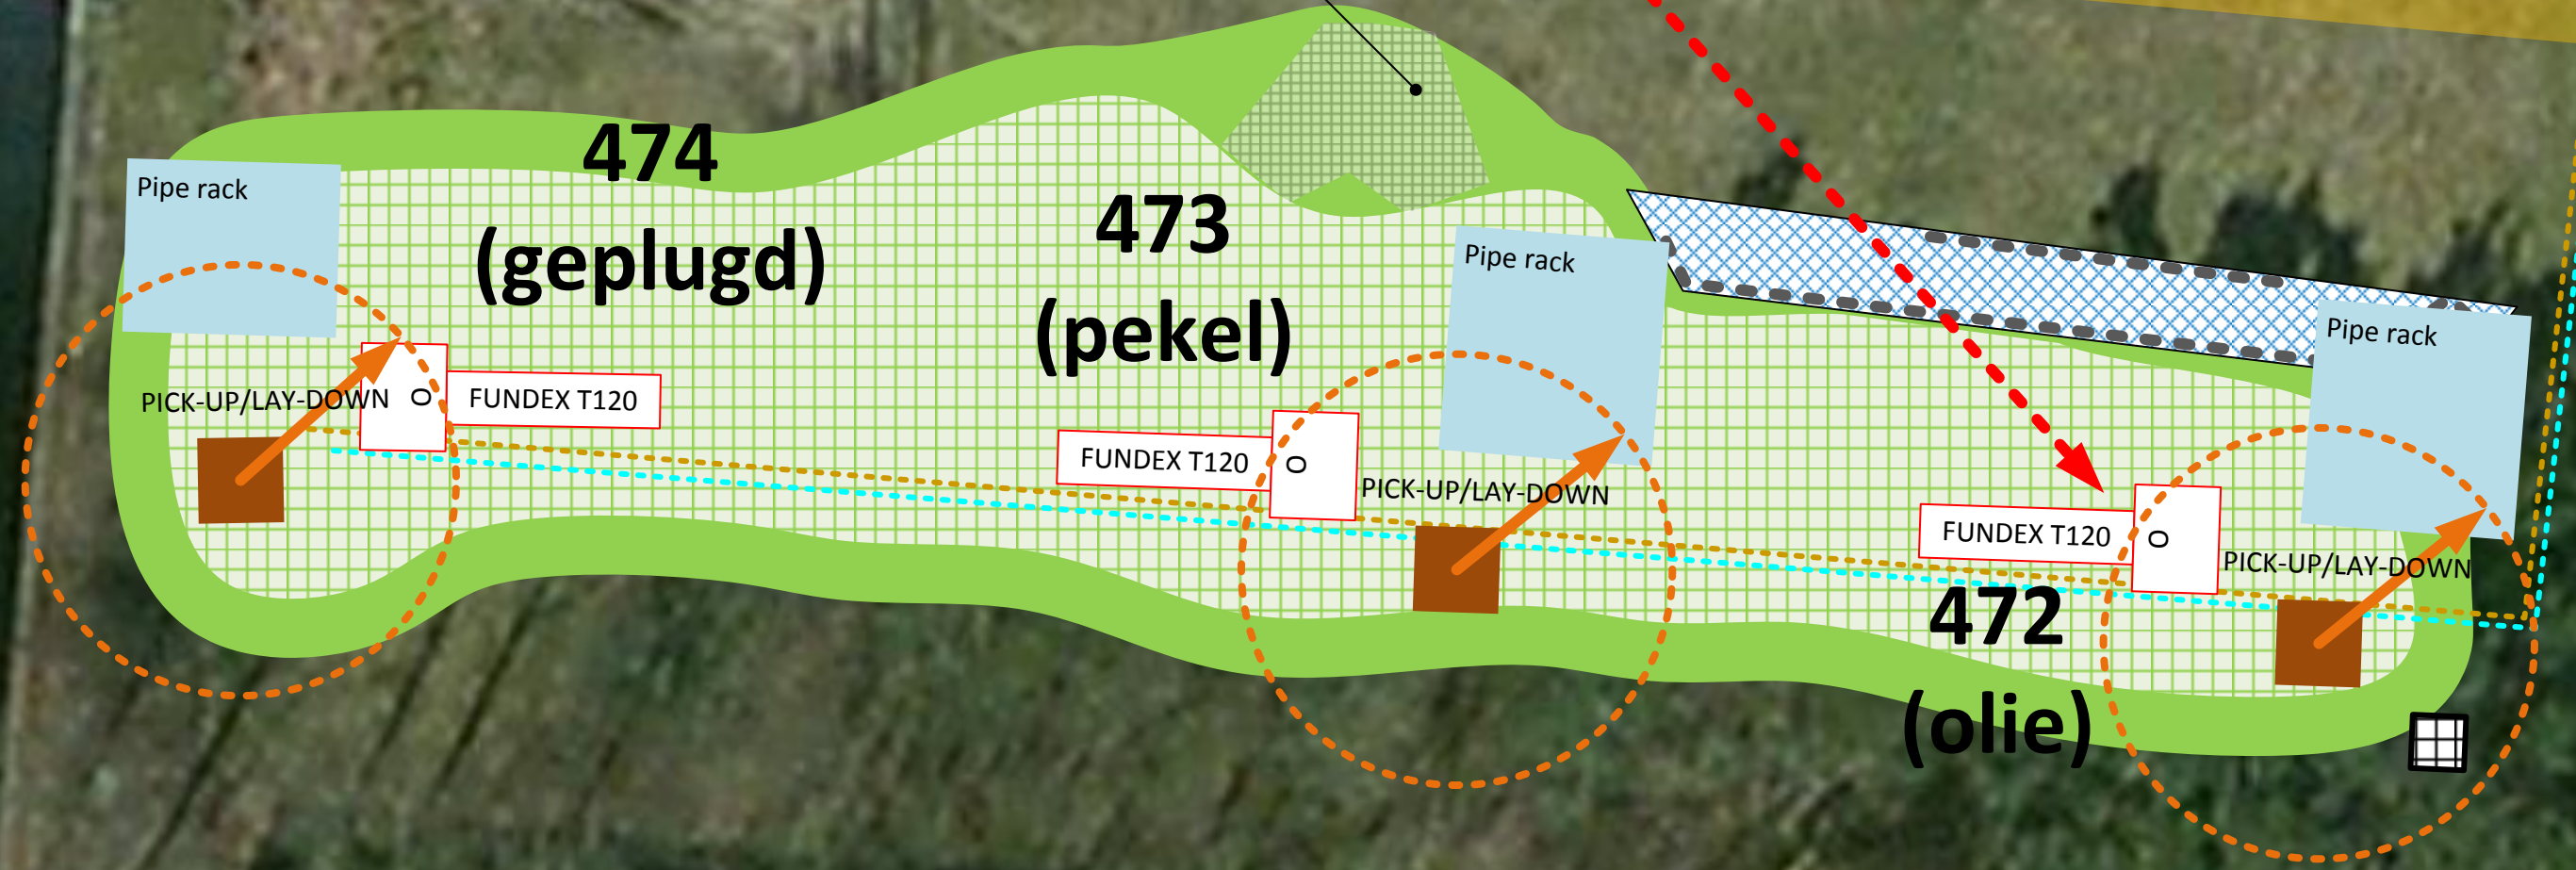 474
(geplugd)
Pipe rack
PICK-UP/LAY-DOWN
O
FUNDEX T120
473
(pekel)
Pipe rack
FUNDEX T120
O
PICK-UP/LAY-DOWN
Pipe rack
FUNDEX T120
O
PICK-UP/LAY-DOWN
472
(olie)